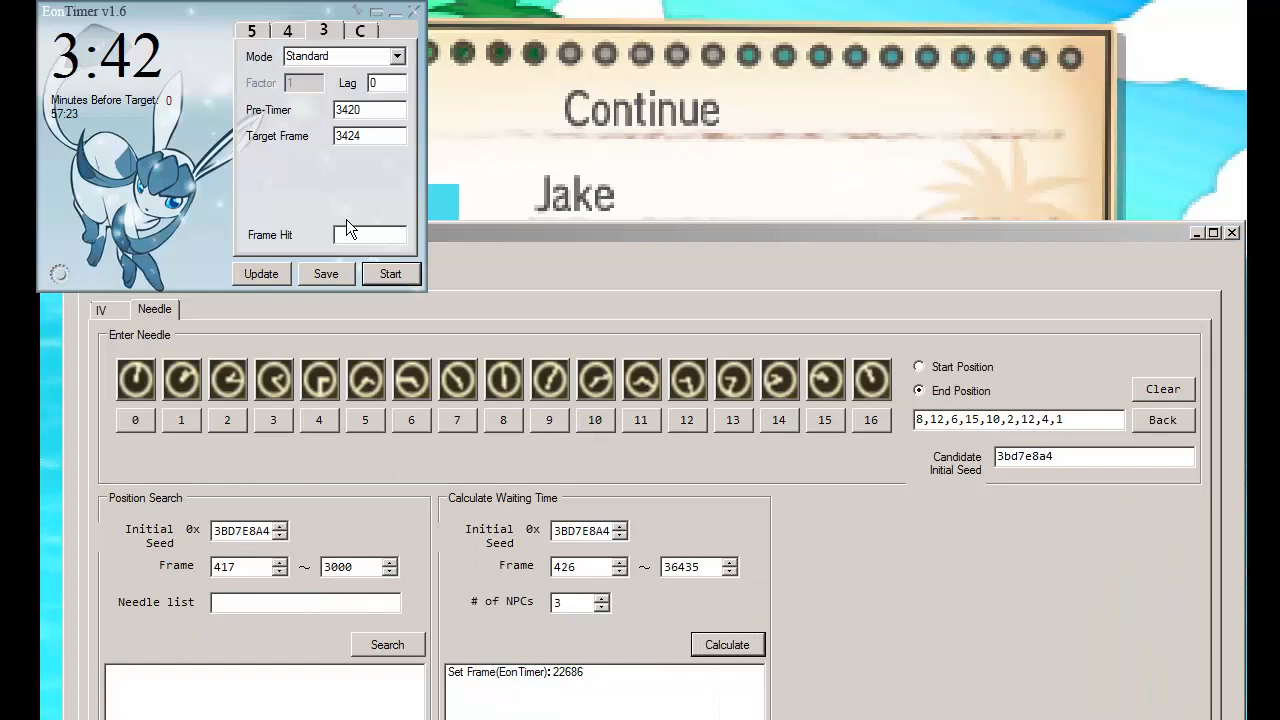 EonTimer v1.6
3:42
Minutes Before Target: 0
57:23
5 4 3 C
Mode Standard
Factor 1 Lag 0
Pre-Timer 3420
Target Frame 3424
Frame Hit
Update Save Start
Continue
Jake
IV Needle
Enter Needle
0 1 2 3 4 5 6 7 8 9 10 11 12 13 14 15 16
Start Position
End Position
Clear
8,12,6,15,10,2,12,4,1
Back
Candidate Initial Seed 3bd7e8a4
Position Search
Initial Seed 0x 3BD7E8A4
Frame 417 ~ 3000
Needle list
Search
Calculate Waiting Time
Initial Seed 0x 3BD7E8A4
Frame 426 ~ 36435
# of NPCs 3
Calculate
Set Frame(EonTimer): 22686